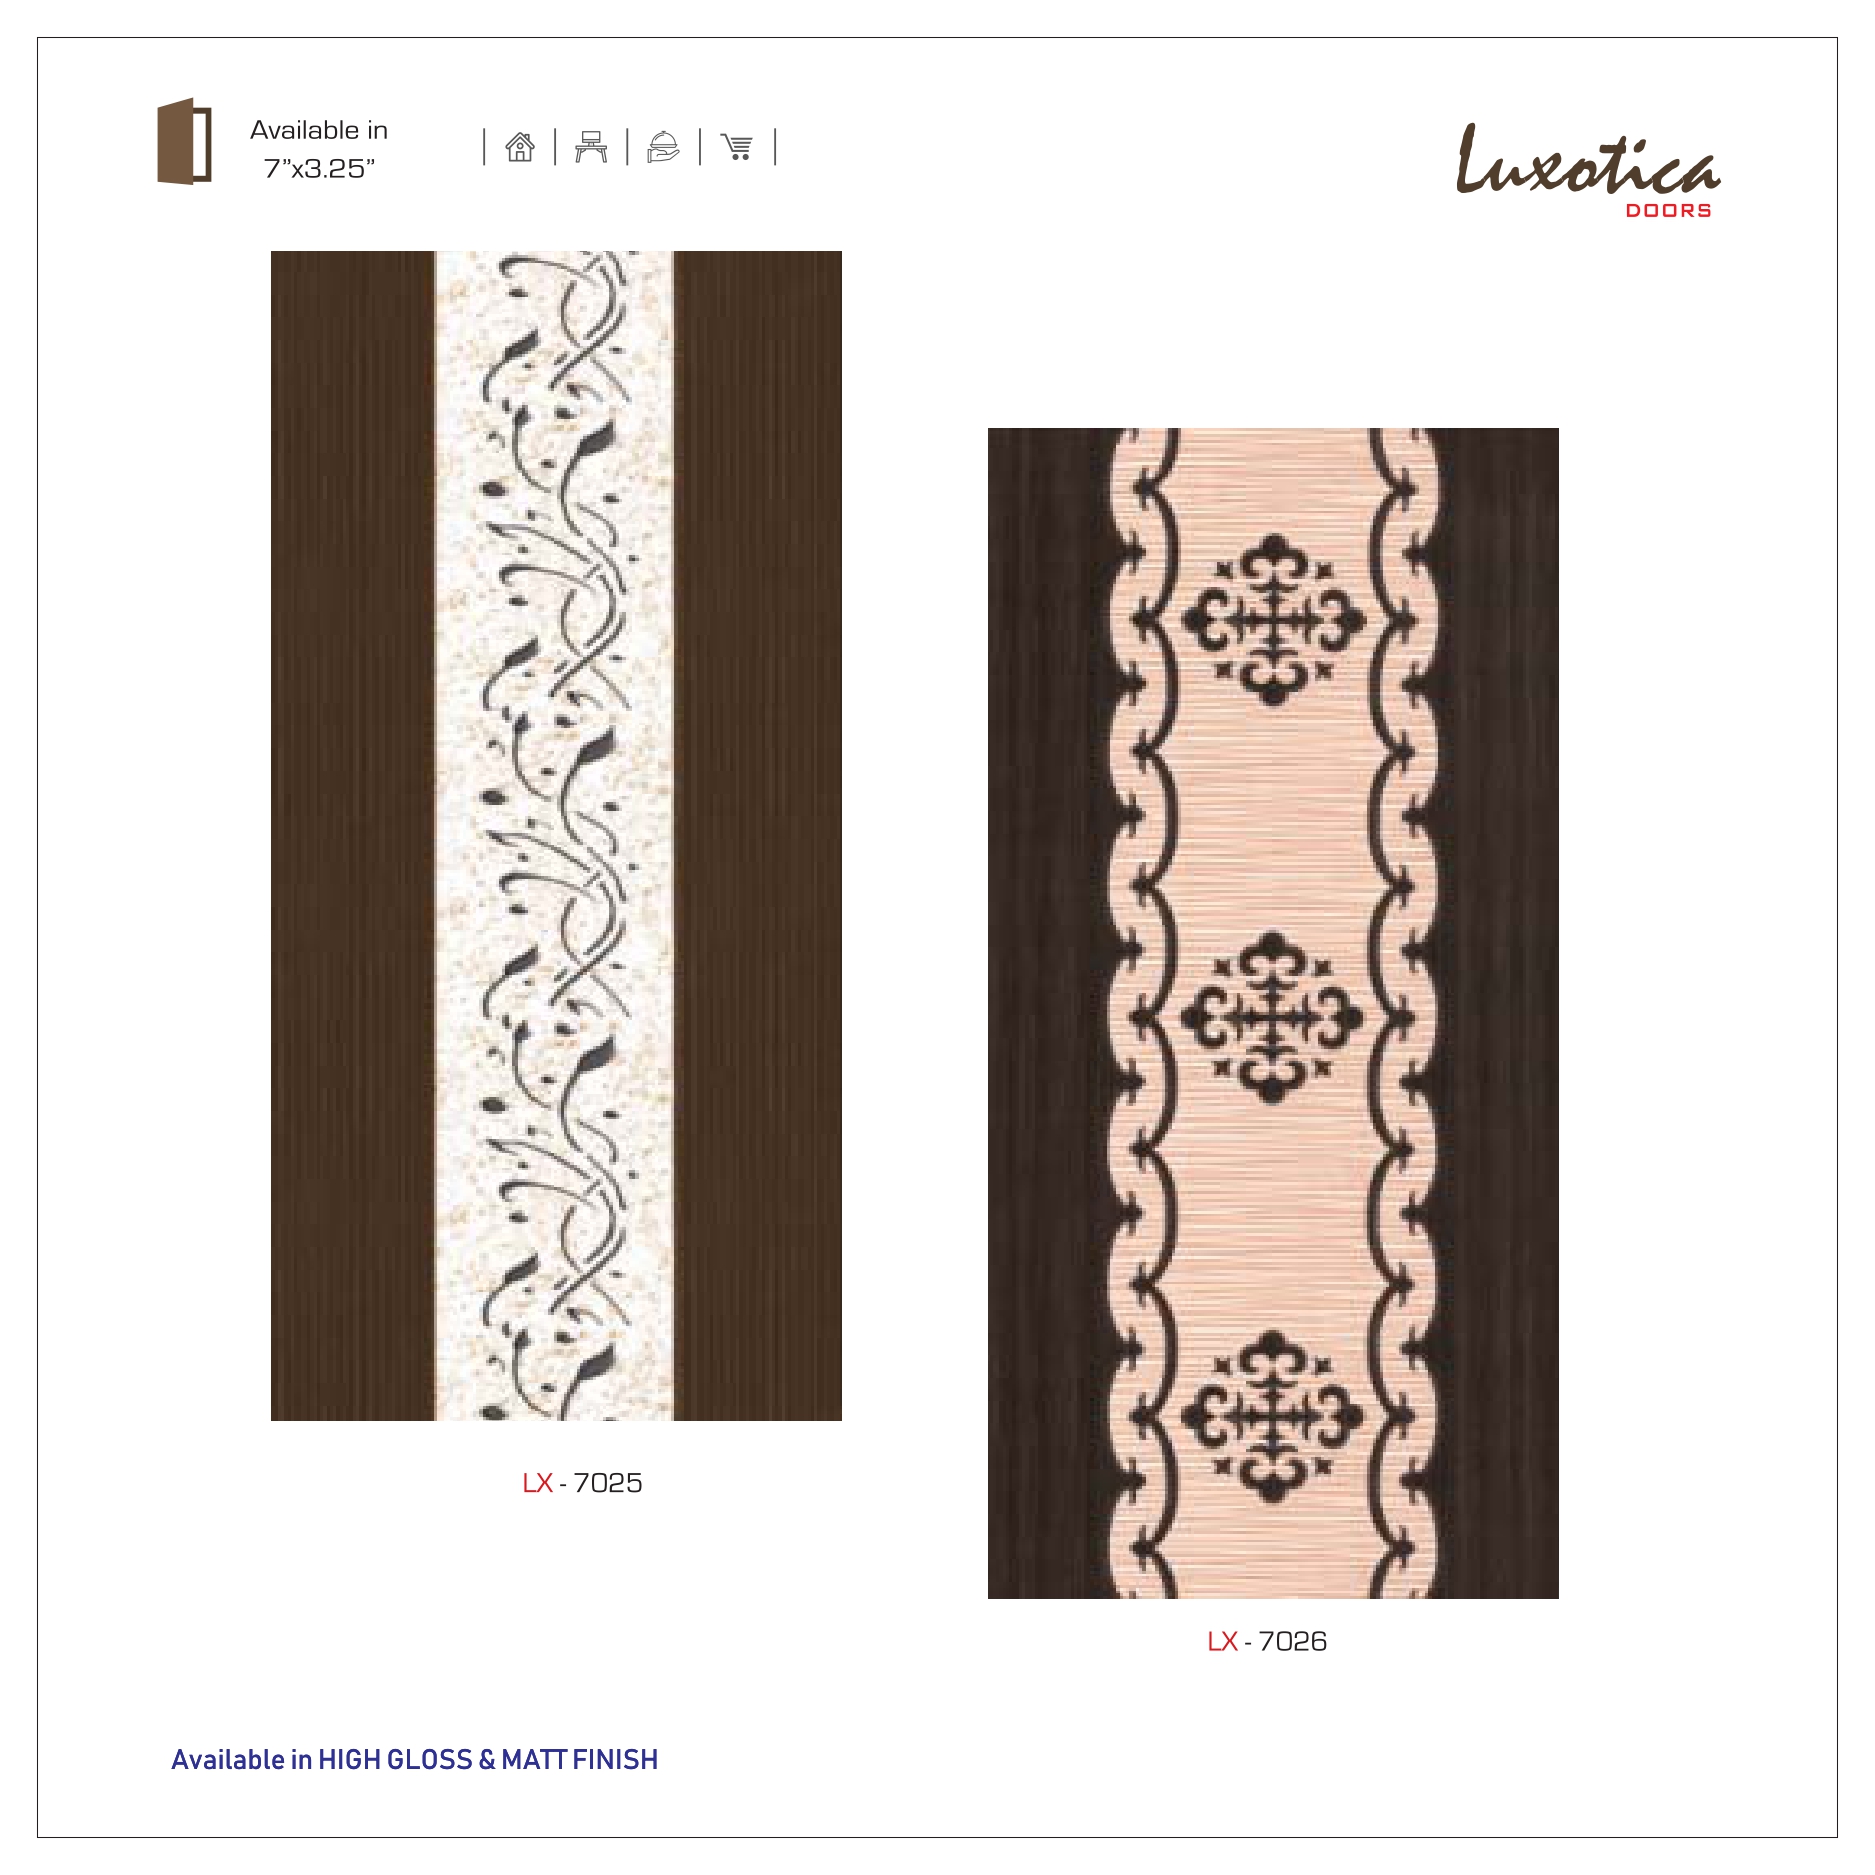 Available in
7”x3.25”
Luxotica
DOORS
LX - 7025
LX - 7026
Available in HIGH GLOSS & MATT FINISH